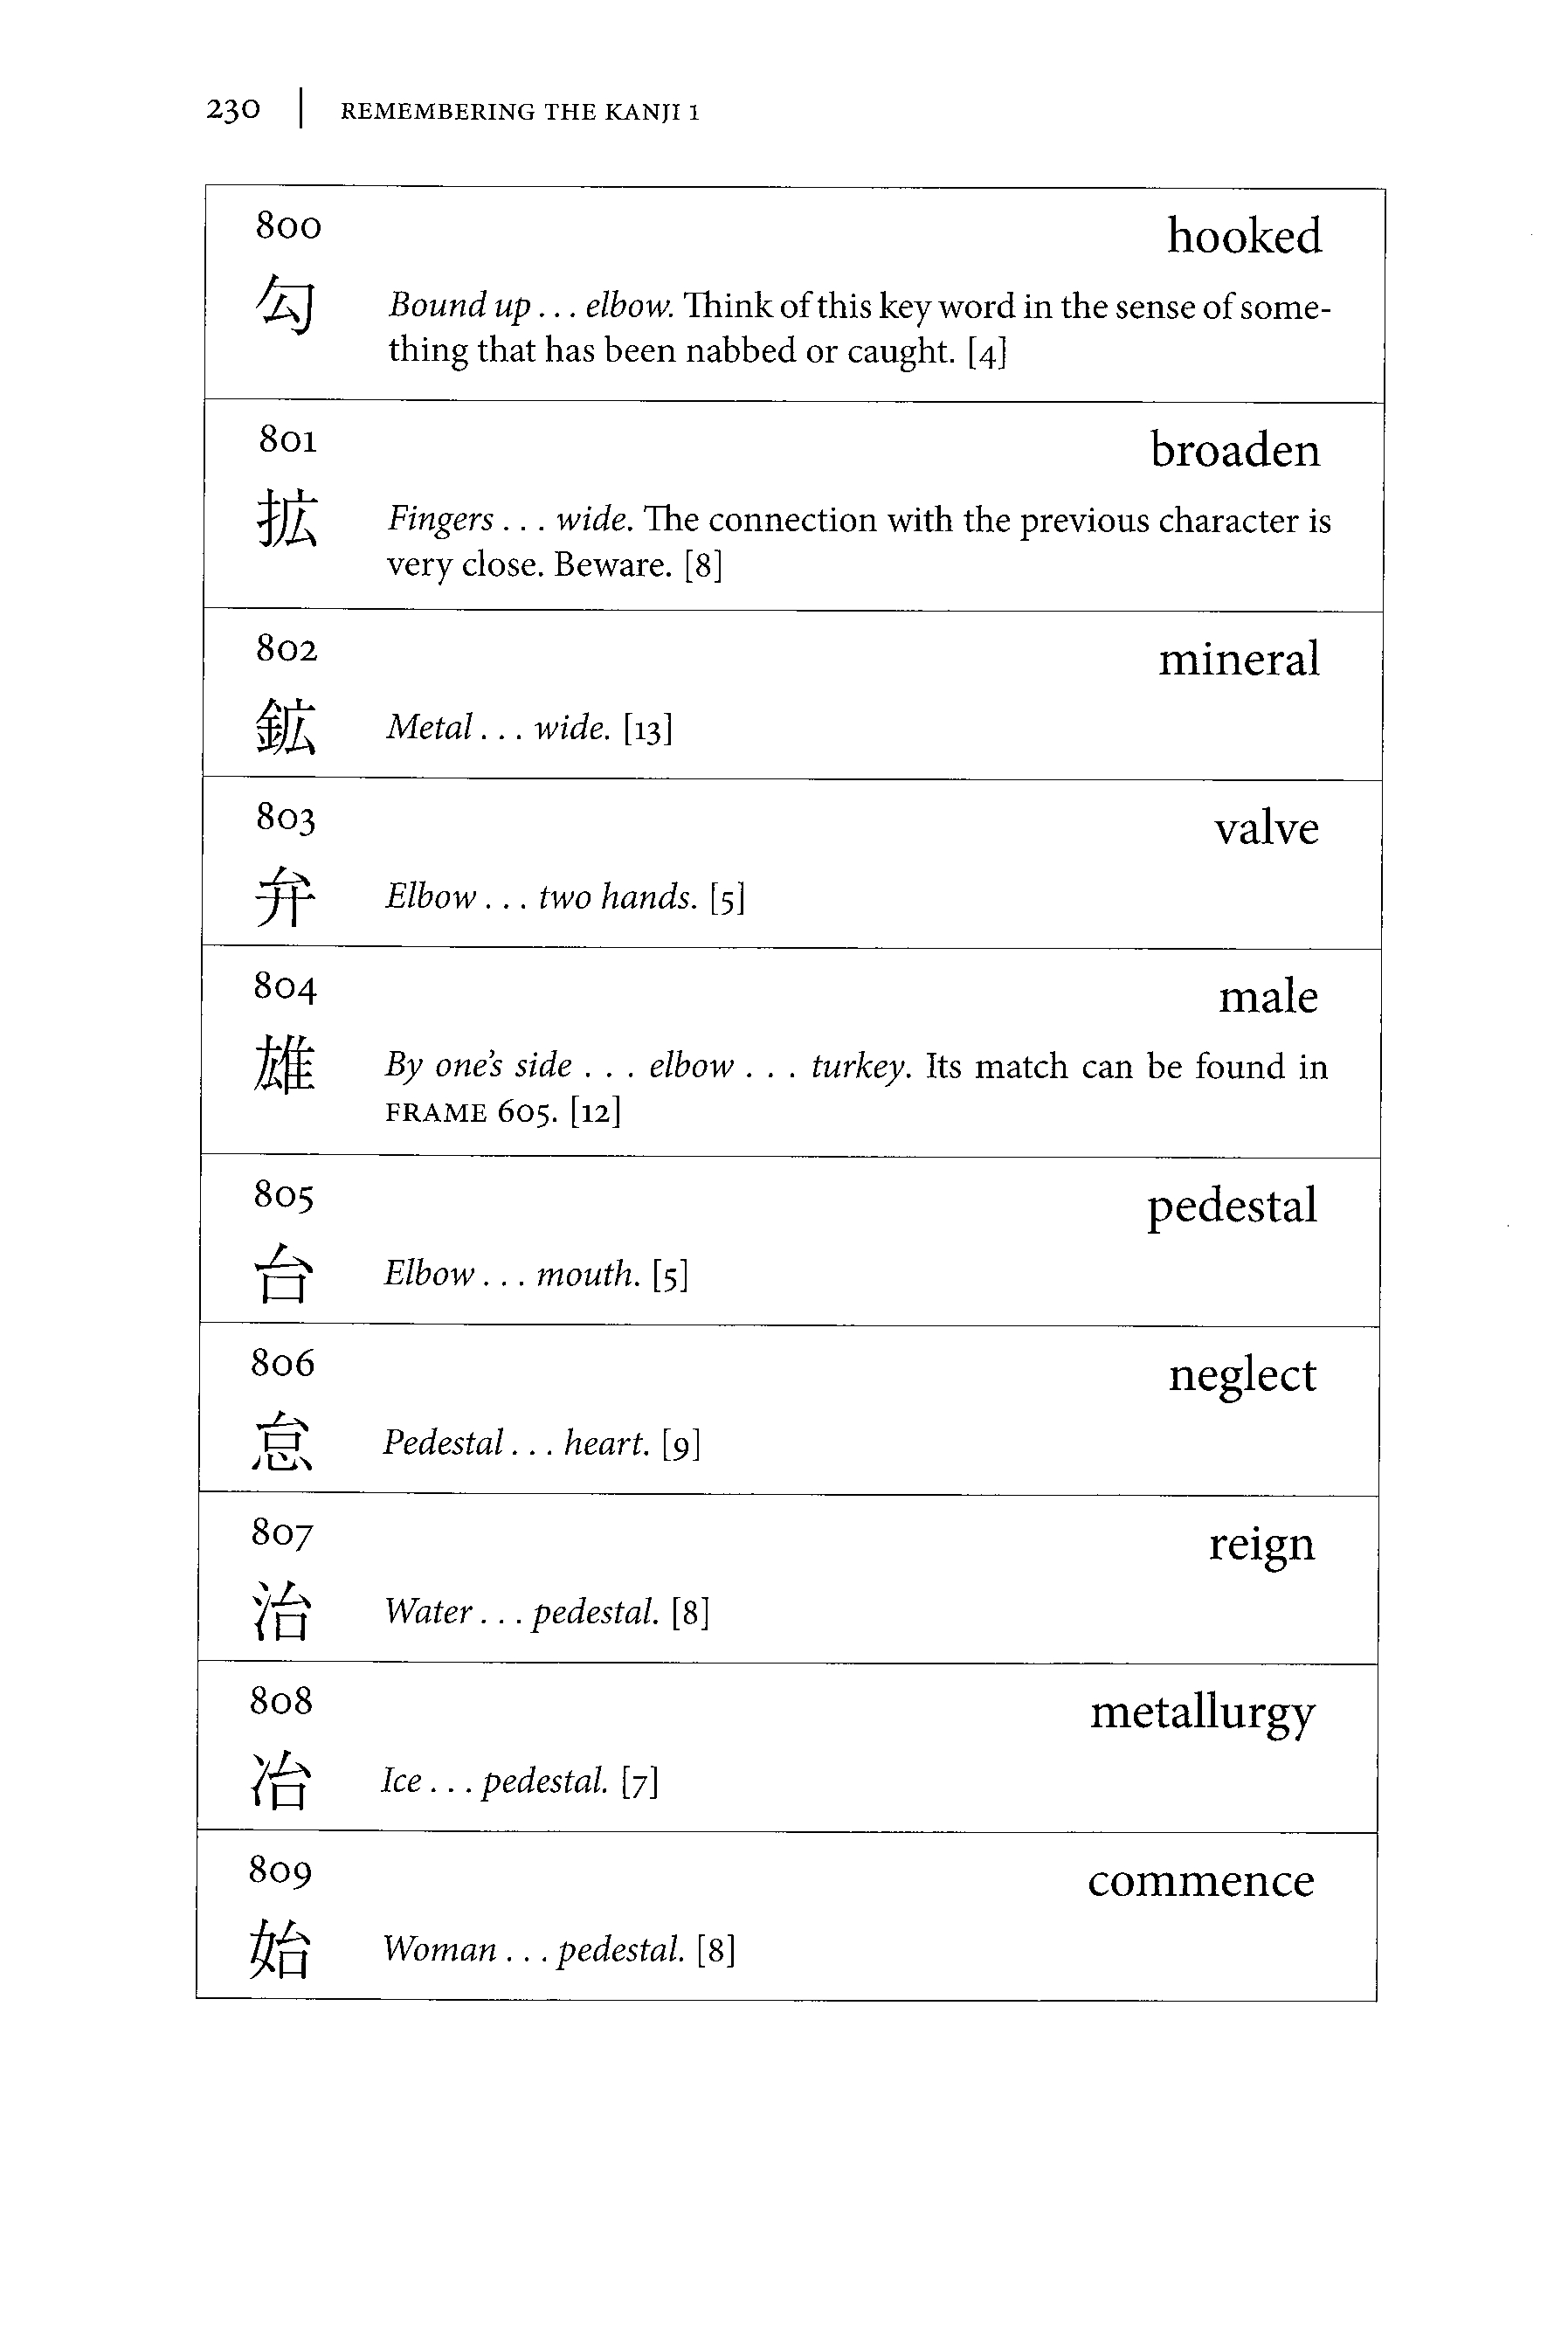 230 | REMEMBERING THE KANJI 1
800 hooked
勾 Bound up . . . elbow. Think of this key word in the sense of some-
thing that has been nabbed or caught. [4]
801 broaden
拡 Fingers . . . wide. The connection with the previous character is
very close. Beware. [8]
802 mineral
鉱 Metal . . . wide. [13]
803 valve
弁 Elbow . . . two hands. [5]
804 male
雄 By one's side . . . elbow . . . turkey. Its match can be found in
FRAME 605. [12]
805 pedestal
台 Elbow . . . mouth. [5]
806 neglect
怠 Pedestal . . . heart. [9]
807 reign
治 Water . . . pedestal. [8]
808 metallurgy
冶 Ice . . . pedestal. [7]
809 commence
始 Woman . . . pedestal. [8]